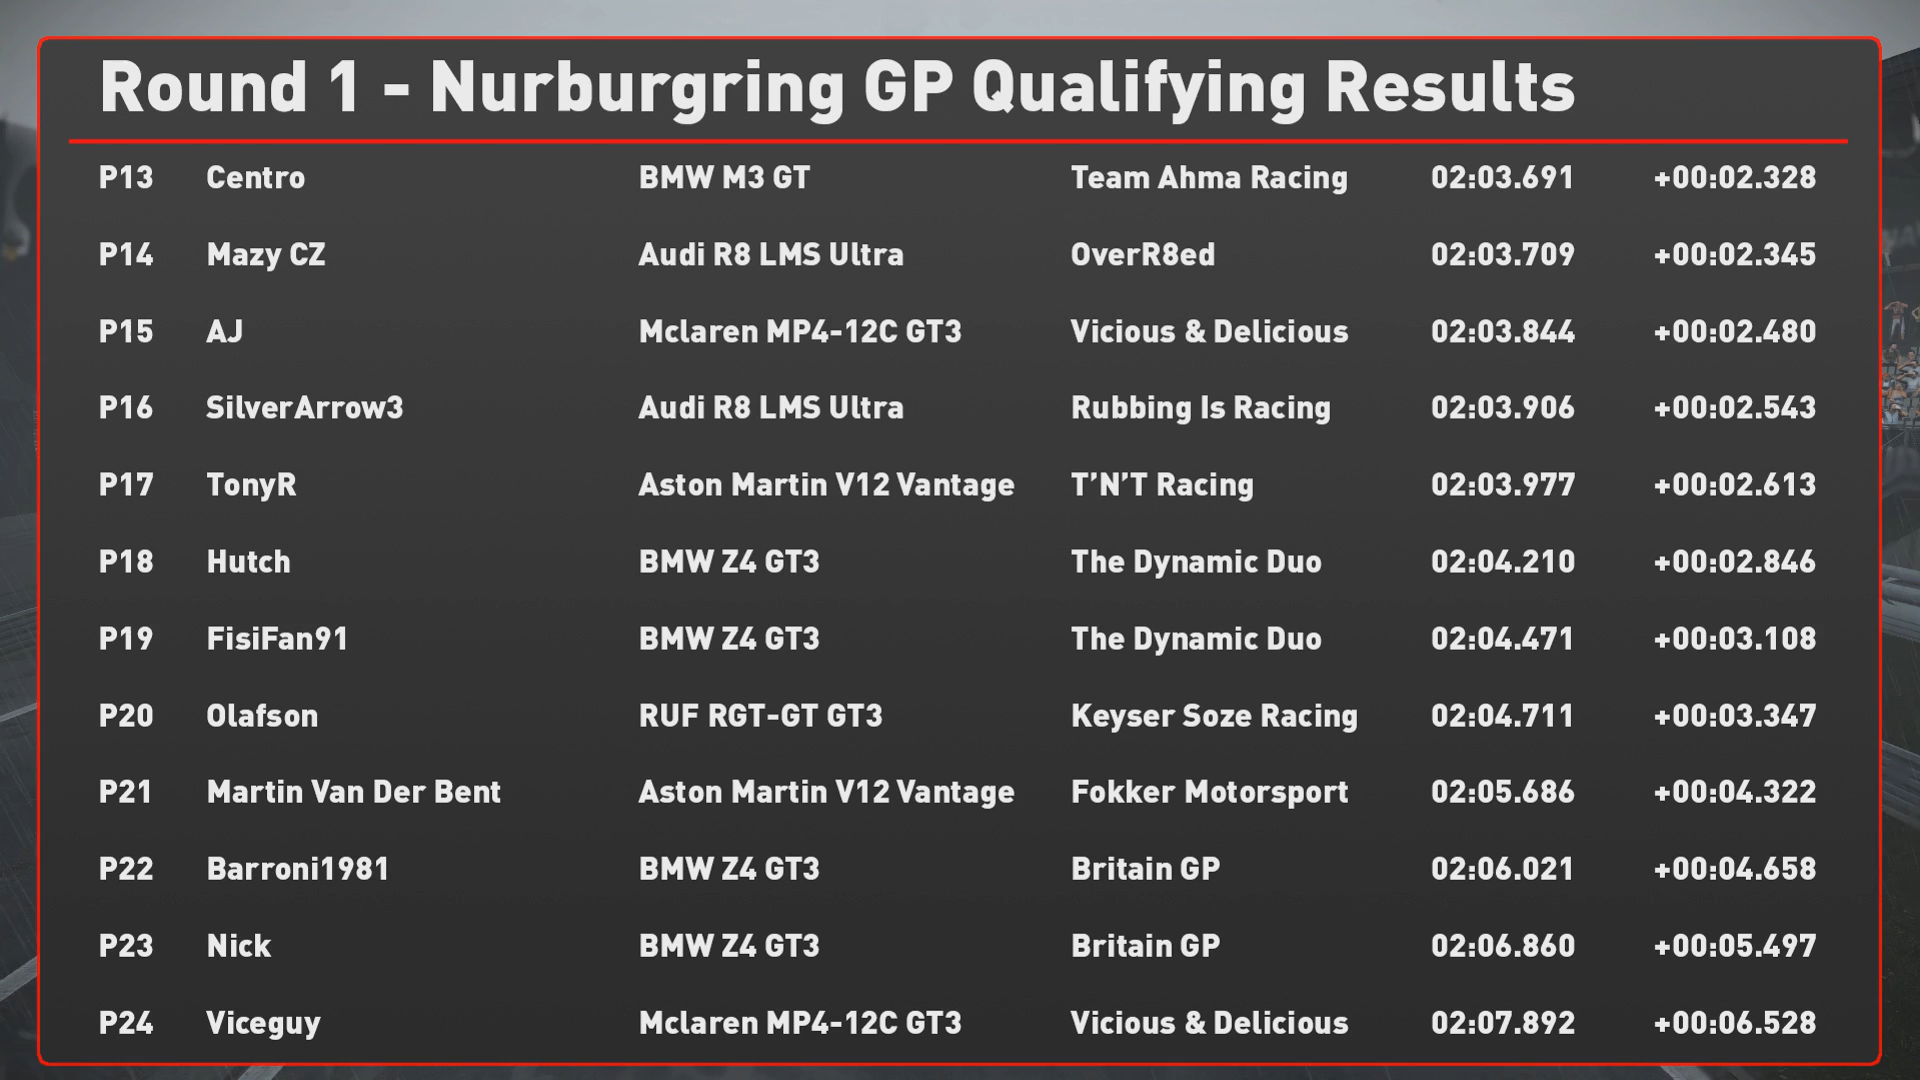 Round 1 - Nurburgring GP Qualifying Results
P13 Centro BMW M3 GT Team Ahma Racing 02:03.691 +00:02.328
P14 Mazy CZ Audi R8 LMS Ultra OverR8ed 02:03.709 +00:02.345
P15 AJ Mclaren MP4-12C GT3 Vicious & Delicious 02:03.844 +00:02.480
P16 SilverArrow3 Audi R8 LMS Ultra Rubbing Is Racing 02:03.906 +00:02.543
P17 TonyR Aston Martin V12 Vantage T’N’T Racing 02:03.977 +00:02.613
P18 Hutch BMW Z4 GT3 The Dynamic Duo 02:04.210 +00:02.846
P19 FisiFan91 BMW Z4 GT3 The Dynamic Duo 02:04.471 +00:03.108
P20 Olafson RUF RGT-GT GT3 Keyser Soze Racing 02:04.711 +00:03.347
P21 Martin Van Der Bent Aston Martin V12 Vantage Fokker Motorsport 02:05.686 +00:04.322
P22 Barroni1981 BMW Z4 GT3 Britain GP 02:06.021 +00:04.658
P23 Nick BMW Z4 GT3 Britain GP 02:06.860 +00:05.497
P24 Viceguy Mclaren MP4-12C GT3 Vicious & Delicious 02:07.892 +00:06.528